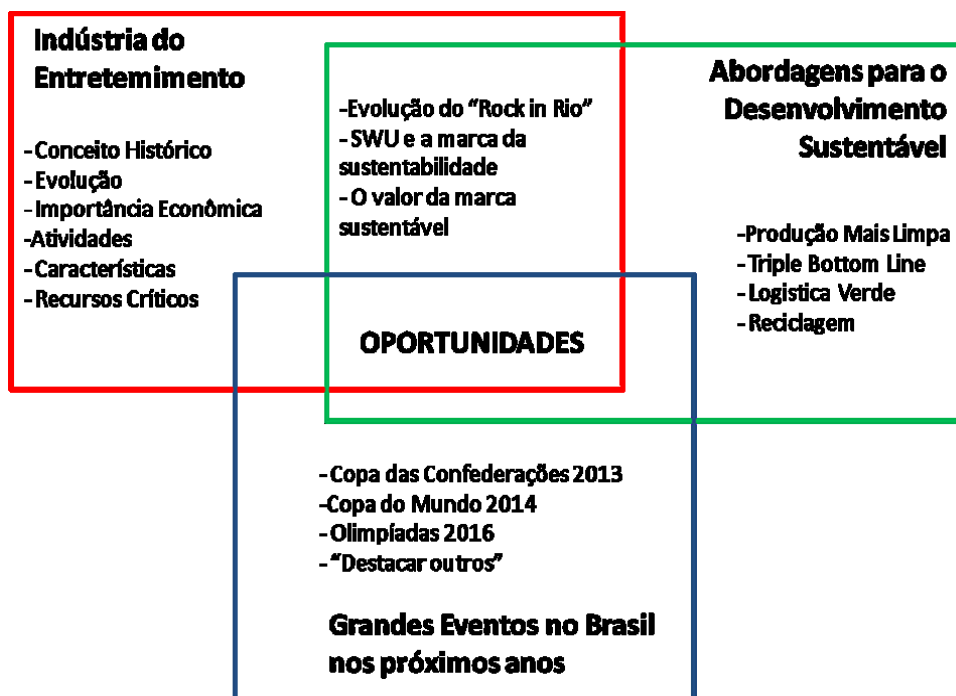 Indústria do
Entretemimento
-Conceito Histórico
-Evolução
-Importância Econômica
-Atividades
-Características
-Recursos Críticos
-Evolução do “Rock in Rio”
-SWU e a marca da
sustentabilidade
-O valor da marca
sustentável
Abordagens para o
Desenvolvimento
Sustentável
-Produção Mais Limpa
-Triple Bottom Line
-Logistica Verde
-Reciclagem
OPORTUNIDADES
-Copa das Confederações 2013
-Copa do Mundo 2014
-Olimpíadas 2016
-“Destacar outros”
Grandes Eventos no Brasil
nos próximos anos